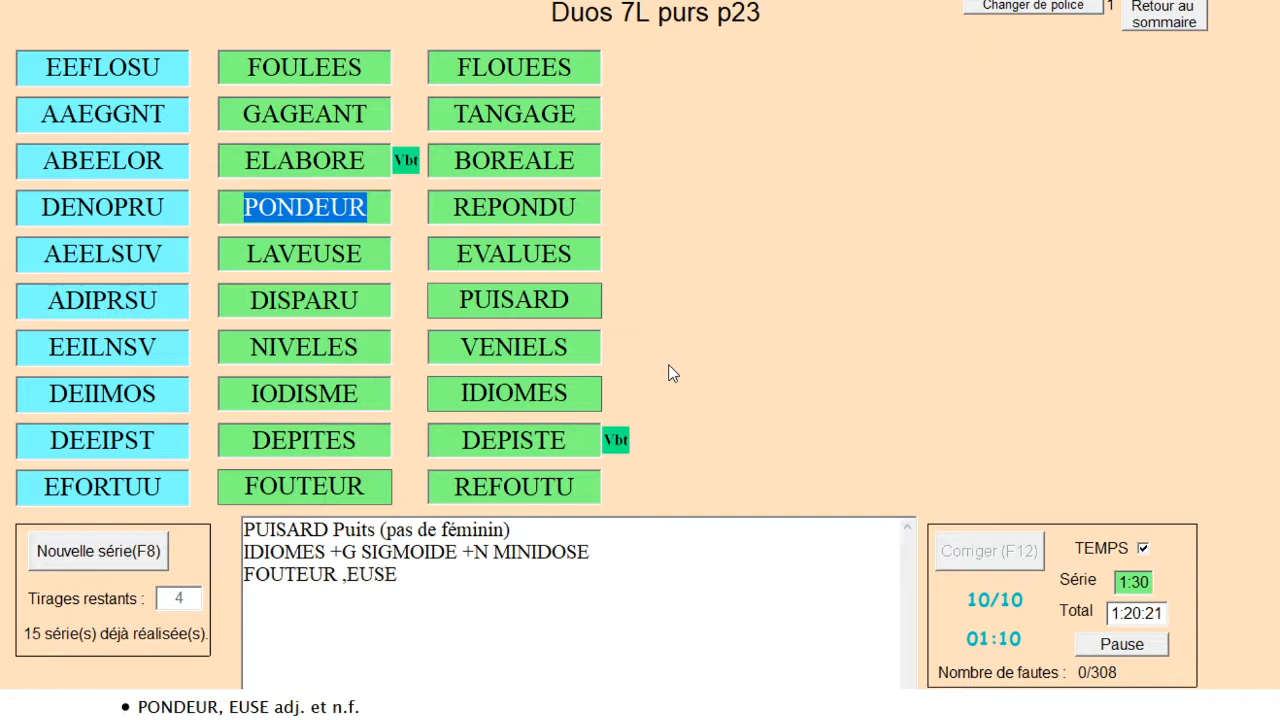 Duos 7L purs p23
Changer de police 1 Retour au sommaire
EEFLOSU FOULEES FLOUEES
AAEGGNT GAGEANT TANGAGE
ABEELOR ELABORE Vbt BOREALE
DENOPRU PONDEUR REPONDU
AEELSUV LAVEUSE EVALUES
ADIPRSU DISPARU PUISARD
EEILNSV NIVELES VENIELS
DEIIMOS IODISME IDIOMES
DEEIPST DEPITES DEPISTE Vbt
EFORTUU FOUTEUR REFOUTU
Nouvelle série(F8)
Tirages restants : 4
15 série(s) déjà réalisée(s).
PUISARD Puits (pas de féminin)
IDIOMES +G SIGMOIDE +N MINIDOSE
FOUTEUR ,EUSE
Corriger (F12) TEMPS
Série 1:30
10/10
Total 1:20:21
01:10
Pause
Nombre de fautes : 0/308
• PONDEUR, EUSE adj. et n.f.